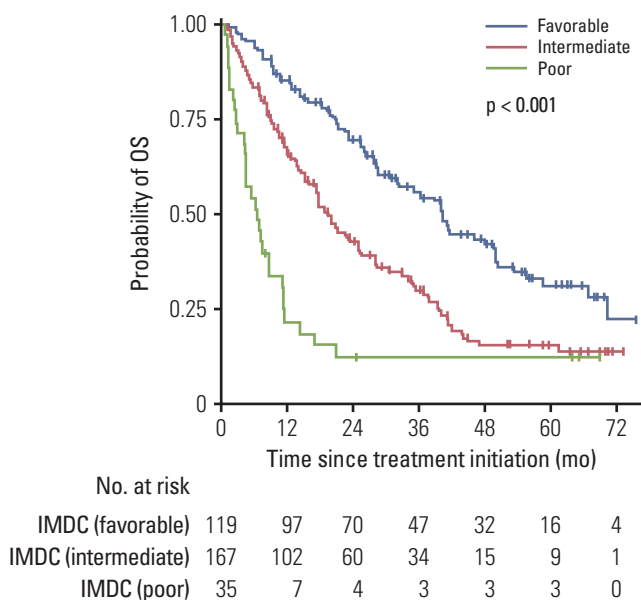 1.00
0.75
0.50
0.25
0
Probability of OS
Favorable
Intermediate
Poor
p < 0.001
0 12 24 36 48 60 72
Time since treatment initiation (mo)
No. at risk
IMDC (favorable) 119 97 70 47 32 16 4
IMDC (intermediate) 167 102 60 34 15 9 1
IMDC (poor) 35 7 4 3 3 3 0